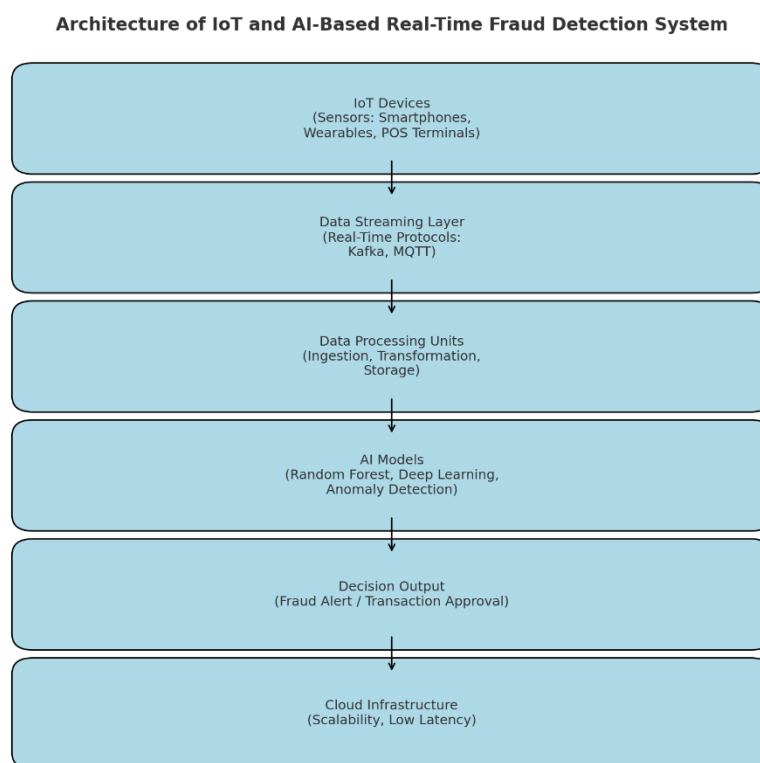 Architecture of IoT and AI-Based Real-Time Fraud Detection System
IoT Devices
(Sensors: Smartphones,
Wearables, POS Terminals)
Data Streaming Layer
(Real-Time Protocols:
Kafka, MQTT)
Data Processing Units
(Ingestion, Transformation,
Storage)
AI Models
(Random Forest, Deep Learning,
Anomaly Detection)
Decision Output
(Fraud Alert / Transaction Approval)
Cloud Infrastructure
(Scalability, Low Latency)